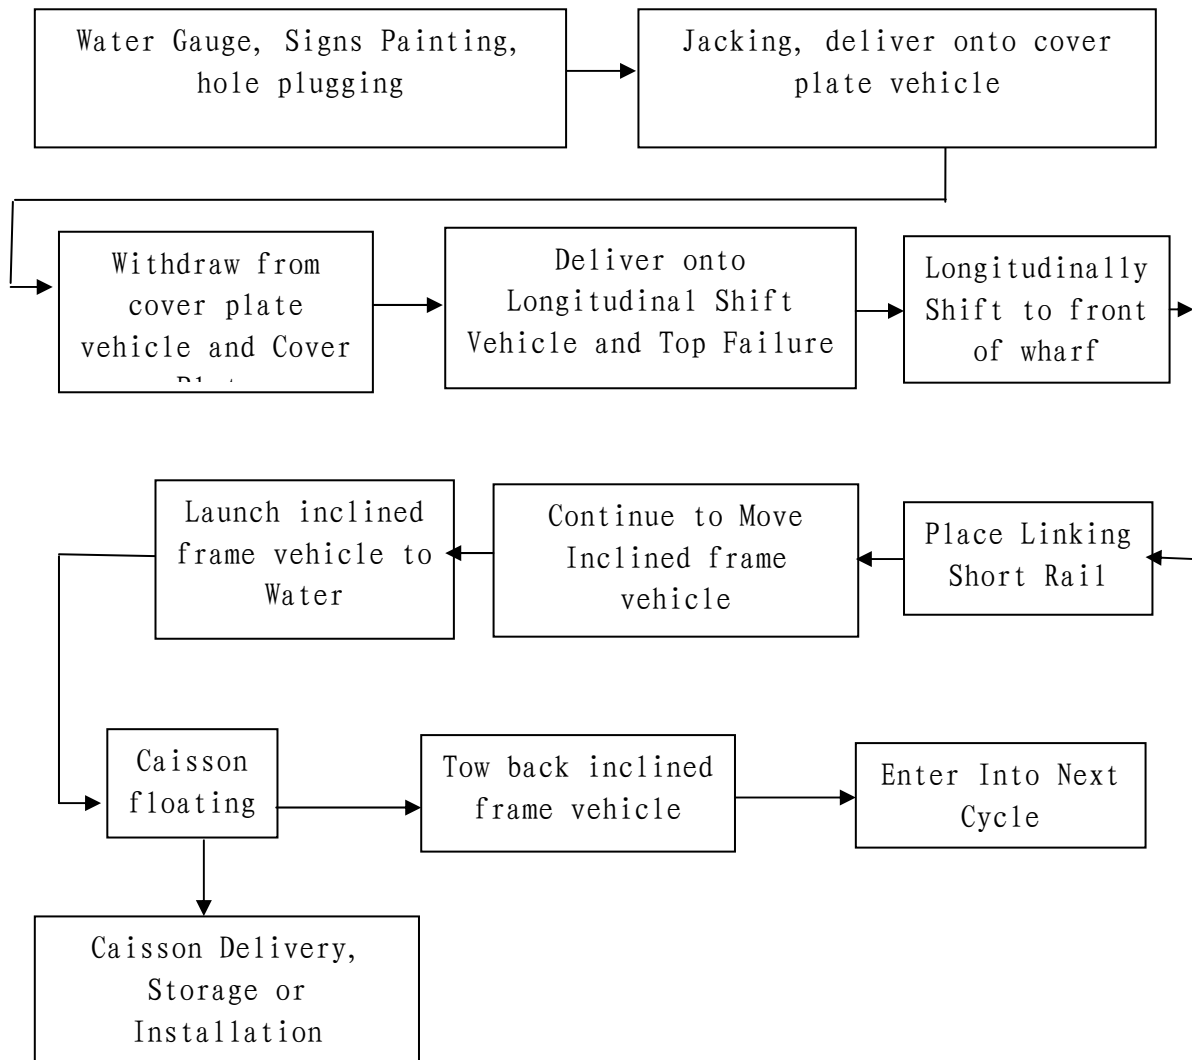 Water Gauge, Signs Painting,
hole plugging
Jacking, deliver onto cover
plate vehicle
Withdraw from
cover plate
vehicle and Cover
Deliver onto
Longitudinal Shift
Vehicle and Top Failure
Longitudinally
Shift to front
of wharf
Launch inclined
frame vehicle to
Water
Continue to Move
Inclined frame
vehicle
Place Linking
Short Rail
Caisson
floating
Tow back inclined
frame vehicle
Enter Into Next
Cycle
Caisson Delivery,
Storage or
Installation